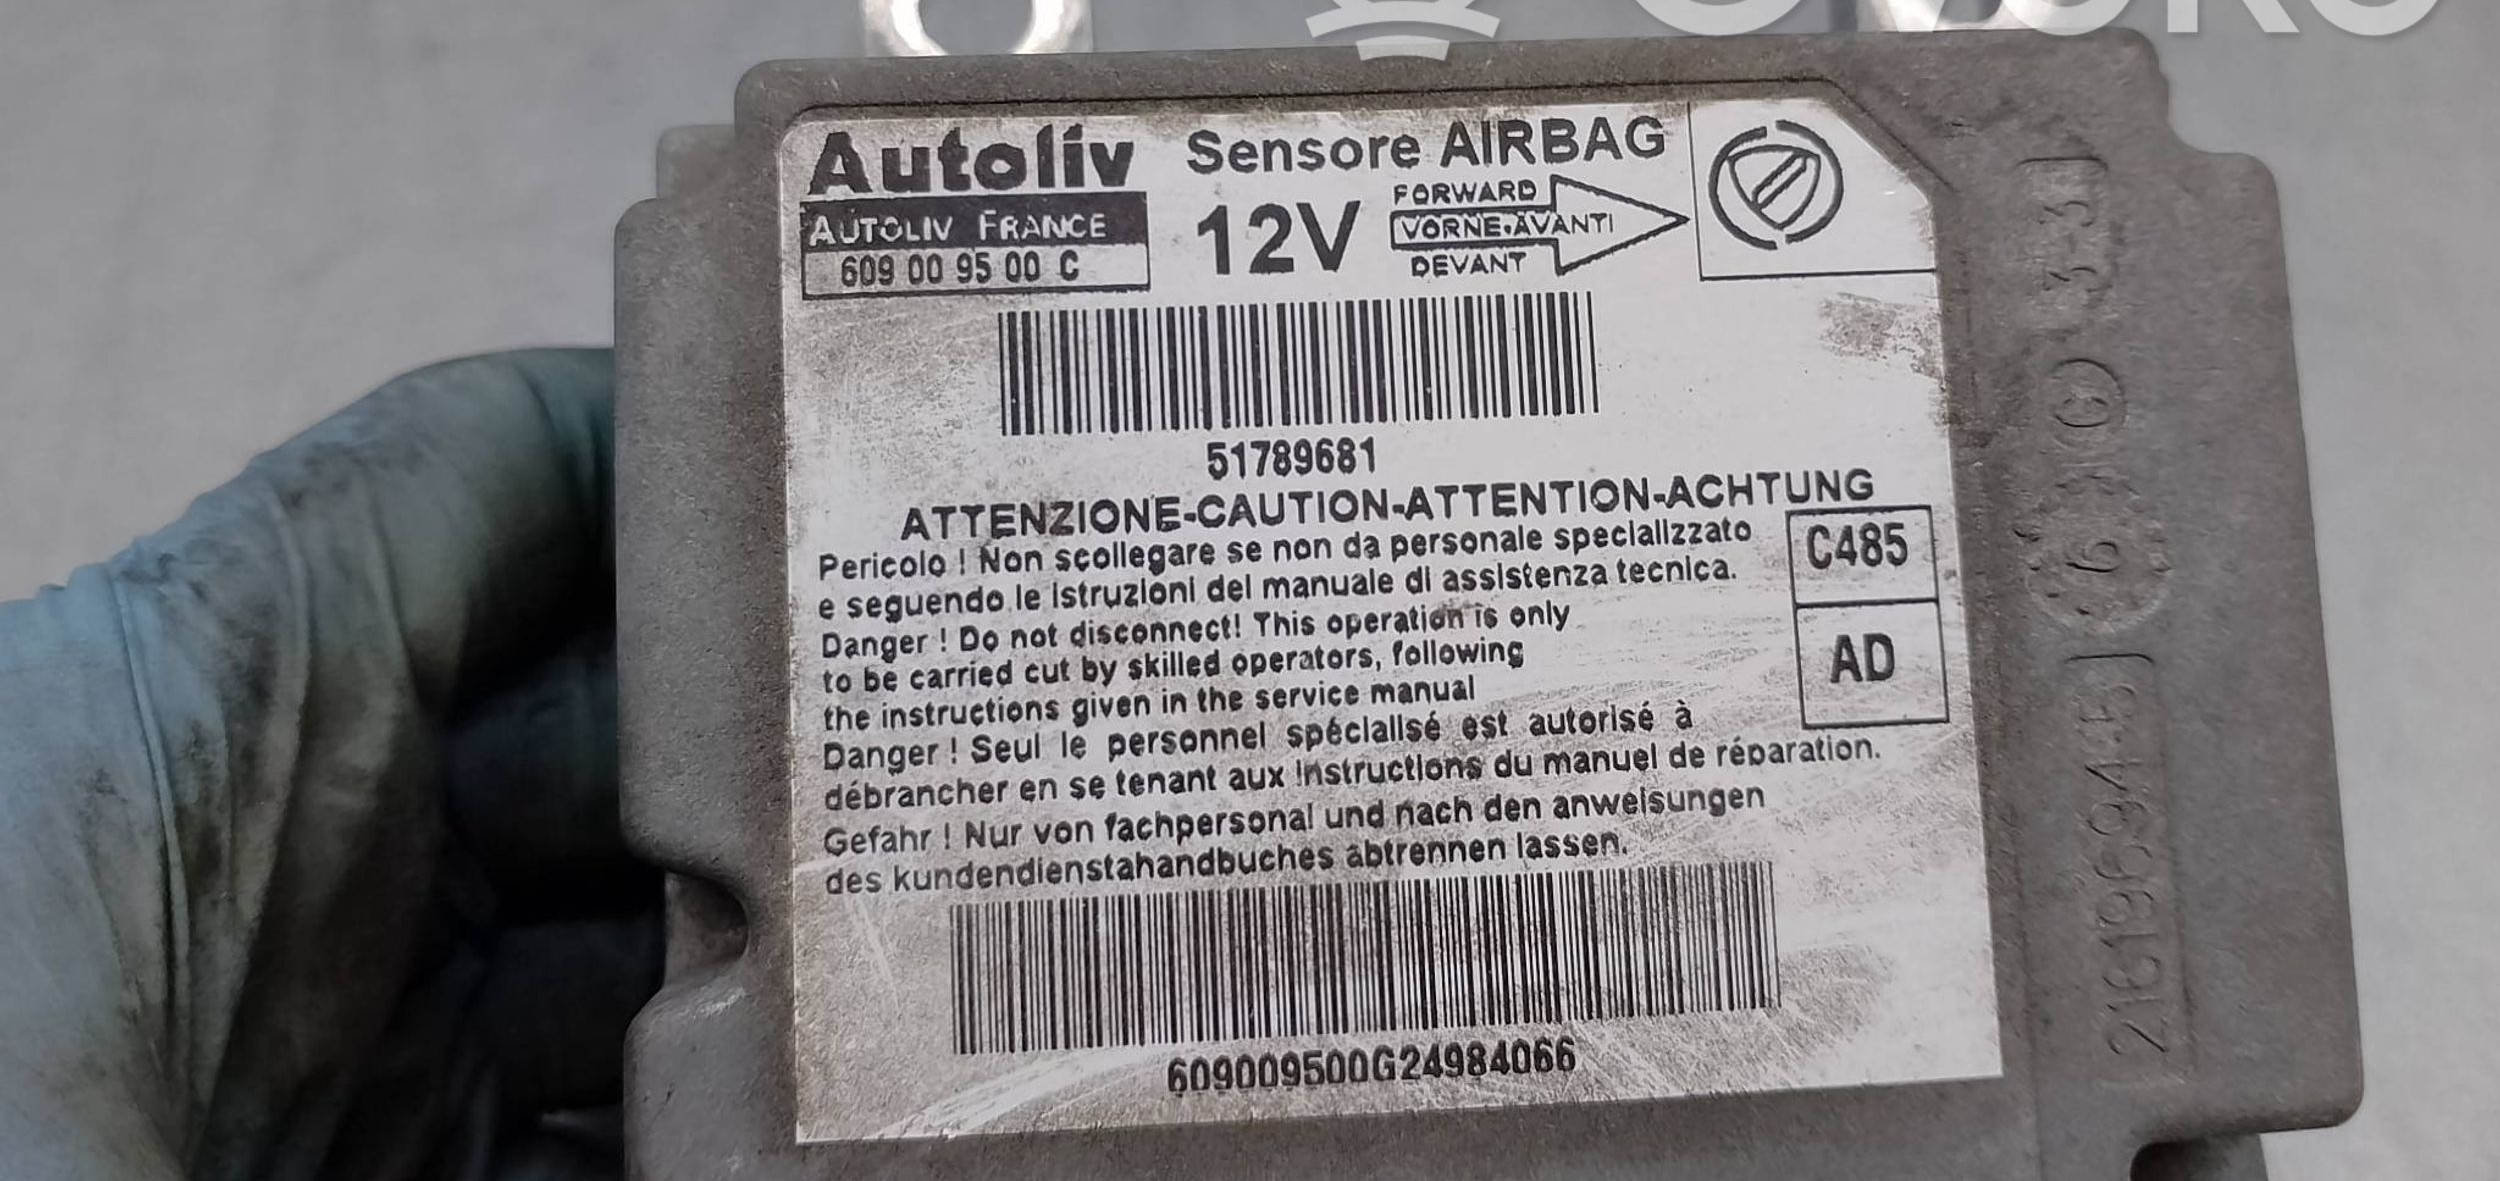 Autoliv
AUTOLIV FRANCE
609 00 95 00 C
Sensore AIRBAG
12V
FORWARD
VORNE-AVANTI
DEVANT
51789681
ATTENZIONE-CAUTION-ATTENTION-ACHTUNG
Pericolo ! Non scollegare se non da personale specializzato
e seguendo le istruzioni del manuale di assistenza tecnica.
Danger ! Do not disconnect! This operation is only
to be carried cut by skilled operators, following
the instructions given in the service manual
Danger ! Seul le personnel spécialisé est autorisé à
débrancher en se tenant aux instructions du manuel de réparation.
Gefahr ! Nur von fachpersonal und nach den anweisungen
des kundendienstahandbuches abtrennen lassen.
C485
AD
609009500G24984066